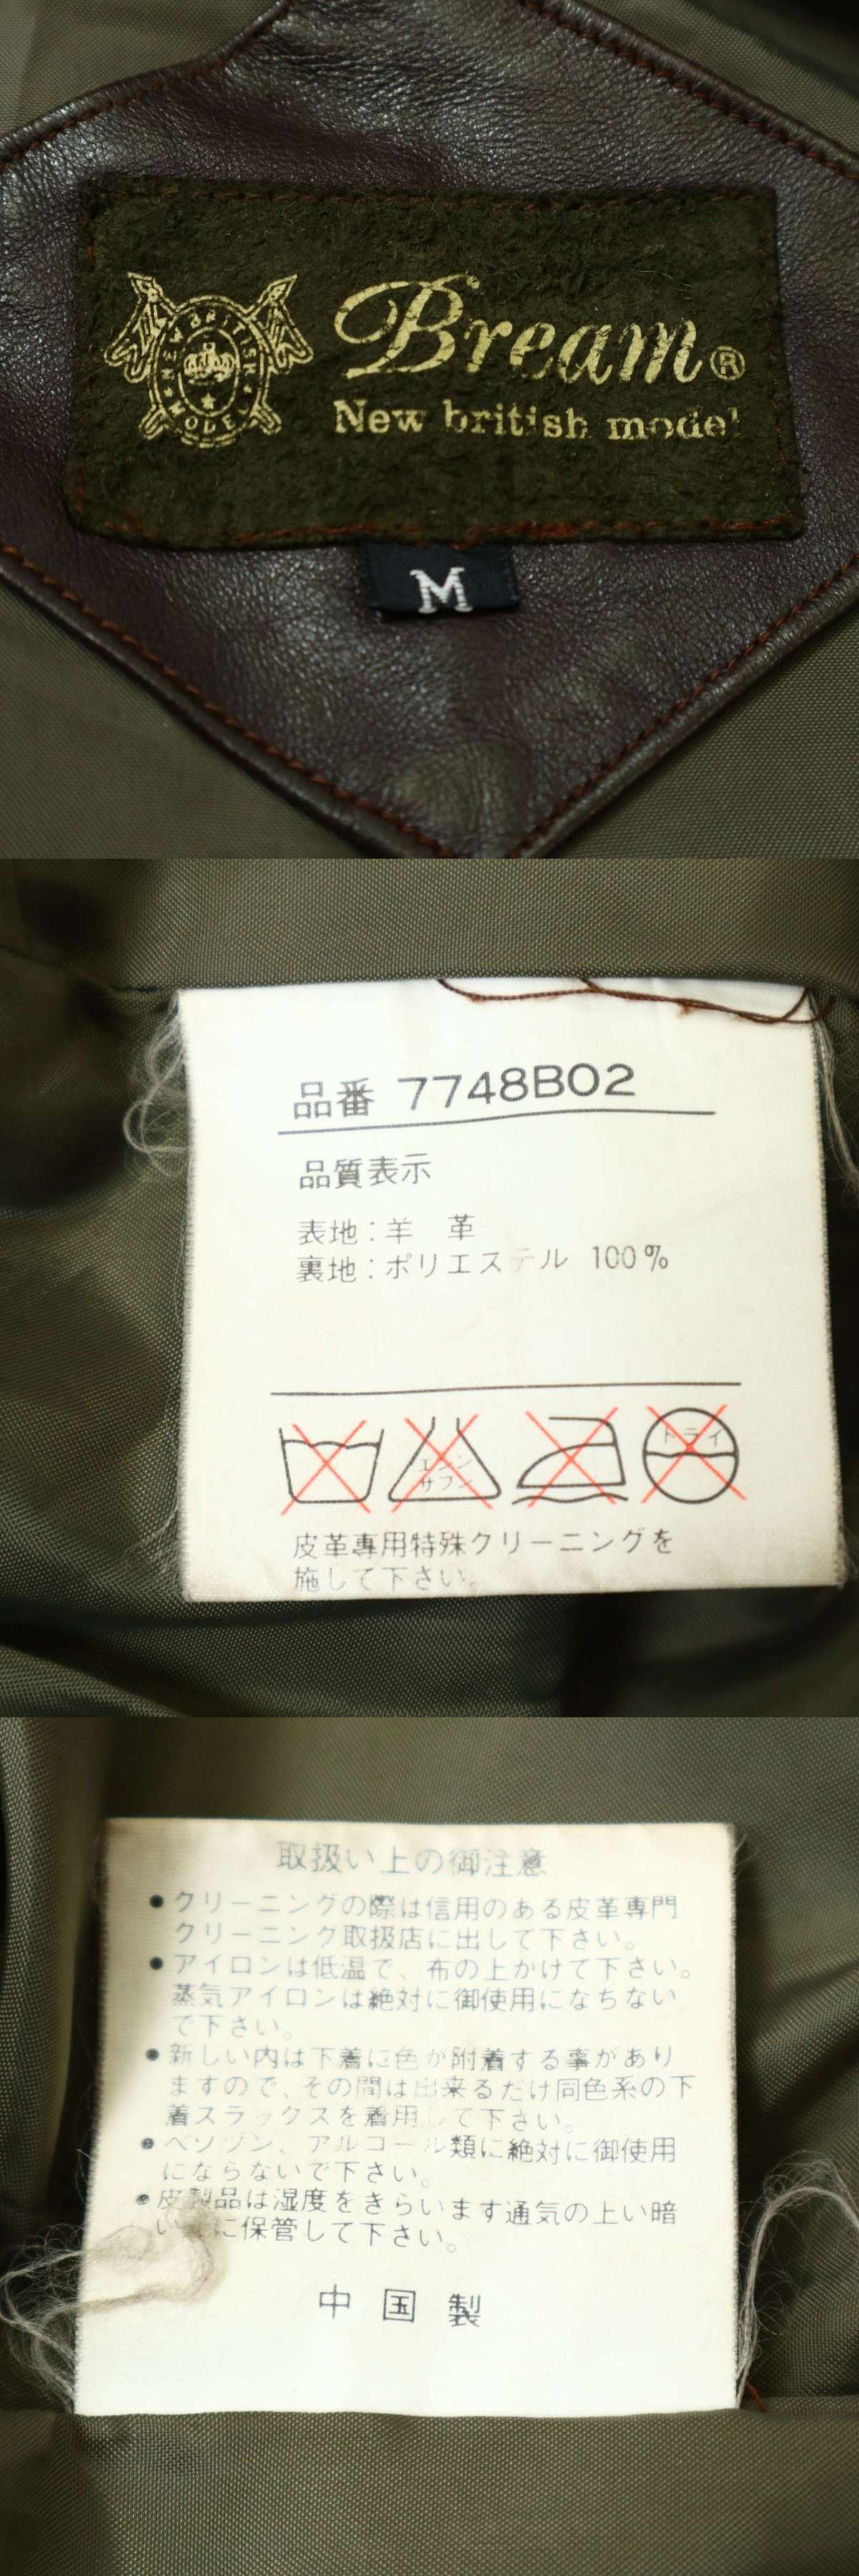 NEW BRITISH
MODEL
Bream®
New british model
M
品番 7748B02
品質表示
表地:羊 革
裏地:ポリエステル 100%
エンソ
サラシ
ドライ
皮革専用特殊クリーニングを
施して下さい。
取扱い上の御注意
●クリーニングの際は信用のある皮革専門
クリーニング取扱店に出して下さい。
●アイロンは低温で、布の上かけて下さい。
蒸気アイロンは絶対に御使用にならない
で下さい。
●新しい内は下着に色が附着する事があり
ますので、その間は出来るだけ同色系の下
着スラックスを着用して下さい。
●ベソヅン、アルコール類に絶対に御使用
にならないで下さい。
●皮製品は湿度をきらいます通気の上い暗
い に保管して下さい。
中国製